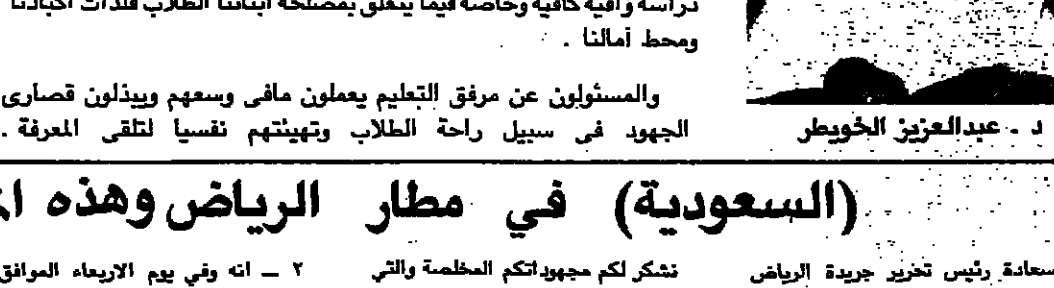 دراسة وافية كافية وخاصة فيما يتعلق بمصلحة ابنائنا الطلاب فلذات اكبادنا
ومحط آمالنا .
والمسئولون عن مرفق التعليم يعملون مافى وسعهم ويبذلون قصارى
الجهود فى سبيل راحة الطلاب وتهيئتهم نفسيا لتلقى المعرفة .
د . عبدالعزيز الخويطر
(السعودية) في مطار الرياض وهذه
سعادة رئيس تحرير جريدة الرياض
نشكر لكم مجهوداتكم المخلصة والتي
٢ ــ انه وفي يوم الاربعاء الموافق